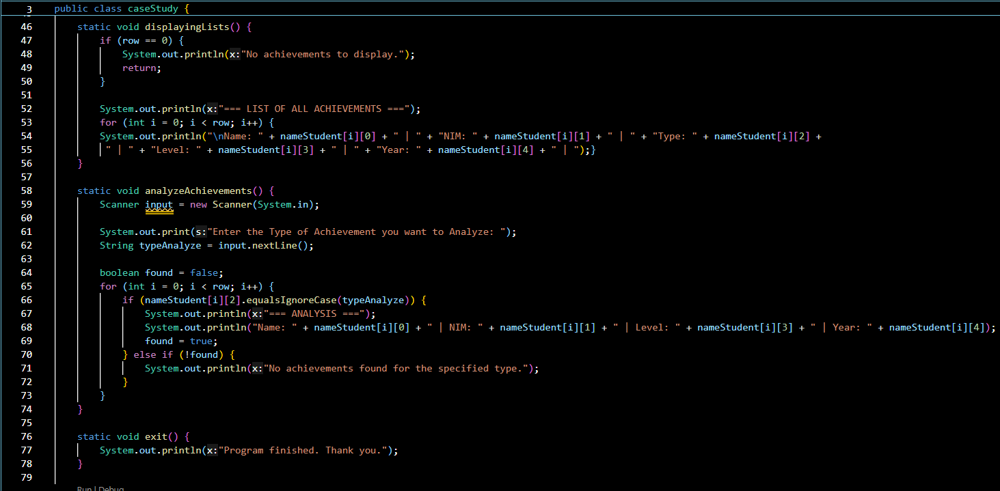 3 public class caseStudy {
46 static void displayingLists() {
47 if (row == 0) {
48 System.out.println(x:"No achievements to display.");
49 return;
50 }
51
52 System.out.println(x:"=== LIST OF ALL ACHIEVEMENTS ===");
53 for (int i = 0; i < row; i++) {
54 System.out.println("\nName: " + nameStudent[i][0] + " | " + "NIM: " + nameStudent[i][1] + " | " + "Type: " + nameStudent[i][2] +
55 " | " + "Level: " + nameStudent[i][3] + " | " + "Year: " + nameStudent[i][4] + " | ");}
56 }
57
58 static void analyzeAchievements() {
59 Scanner input = new Scanner(System.in);
60
61 System.out.print(s:"Enter the Type of Achievement you want to Analyze: ");
62 String typeAnalyze = input.nextLine();
63
64 boolean found = false;
65 for (int i = 0; i < row; i++) {
66 if (nameStudent[i][2].equalsIgnoreCase(typeAnalyze)) {
67 System.out.println(x:"=== ANALYSIS ===");
68 System.out.println("Name: " + nameStudent[i][0] + " | NIM: " + nameStudent[i][1] + " | Level: " + nameStudent[i][3] + " | Year: " + nameStudent[i][4]);
69 found = true;
70 } else if (!found) {
71 System.out.println(x:"No achievements found for the specified type.");
72 }
73 }
74 }
75
76 static void exit() {
77 System.out.println(x:"Program finished. Thank you.");
78 }
79
Run | Debug